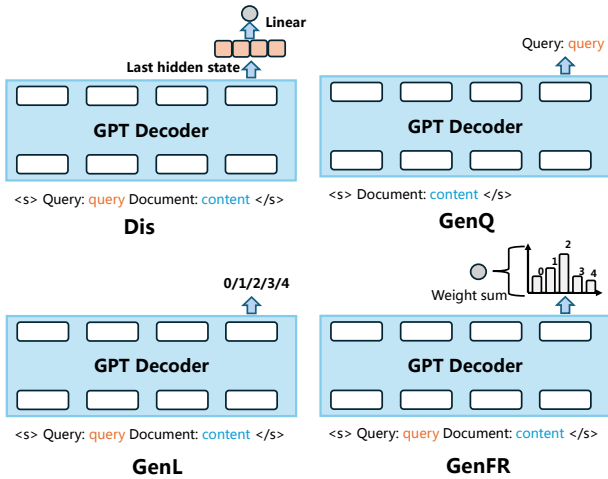 Linear
Last hidden state
GPT Decoder
<s> Query: query Document: content </s>
Dis
Query: query
GPT Decoder
<s> Document: content </s>
GenQ
0/1/2/3/4
GPT Decoder
<s> Query: query Document: content </s>
GenL
2
1
0
3
4
Weight sum
GPT Decoder
<s> Query: query Document: content </s>
GenFR